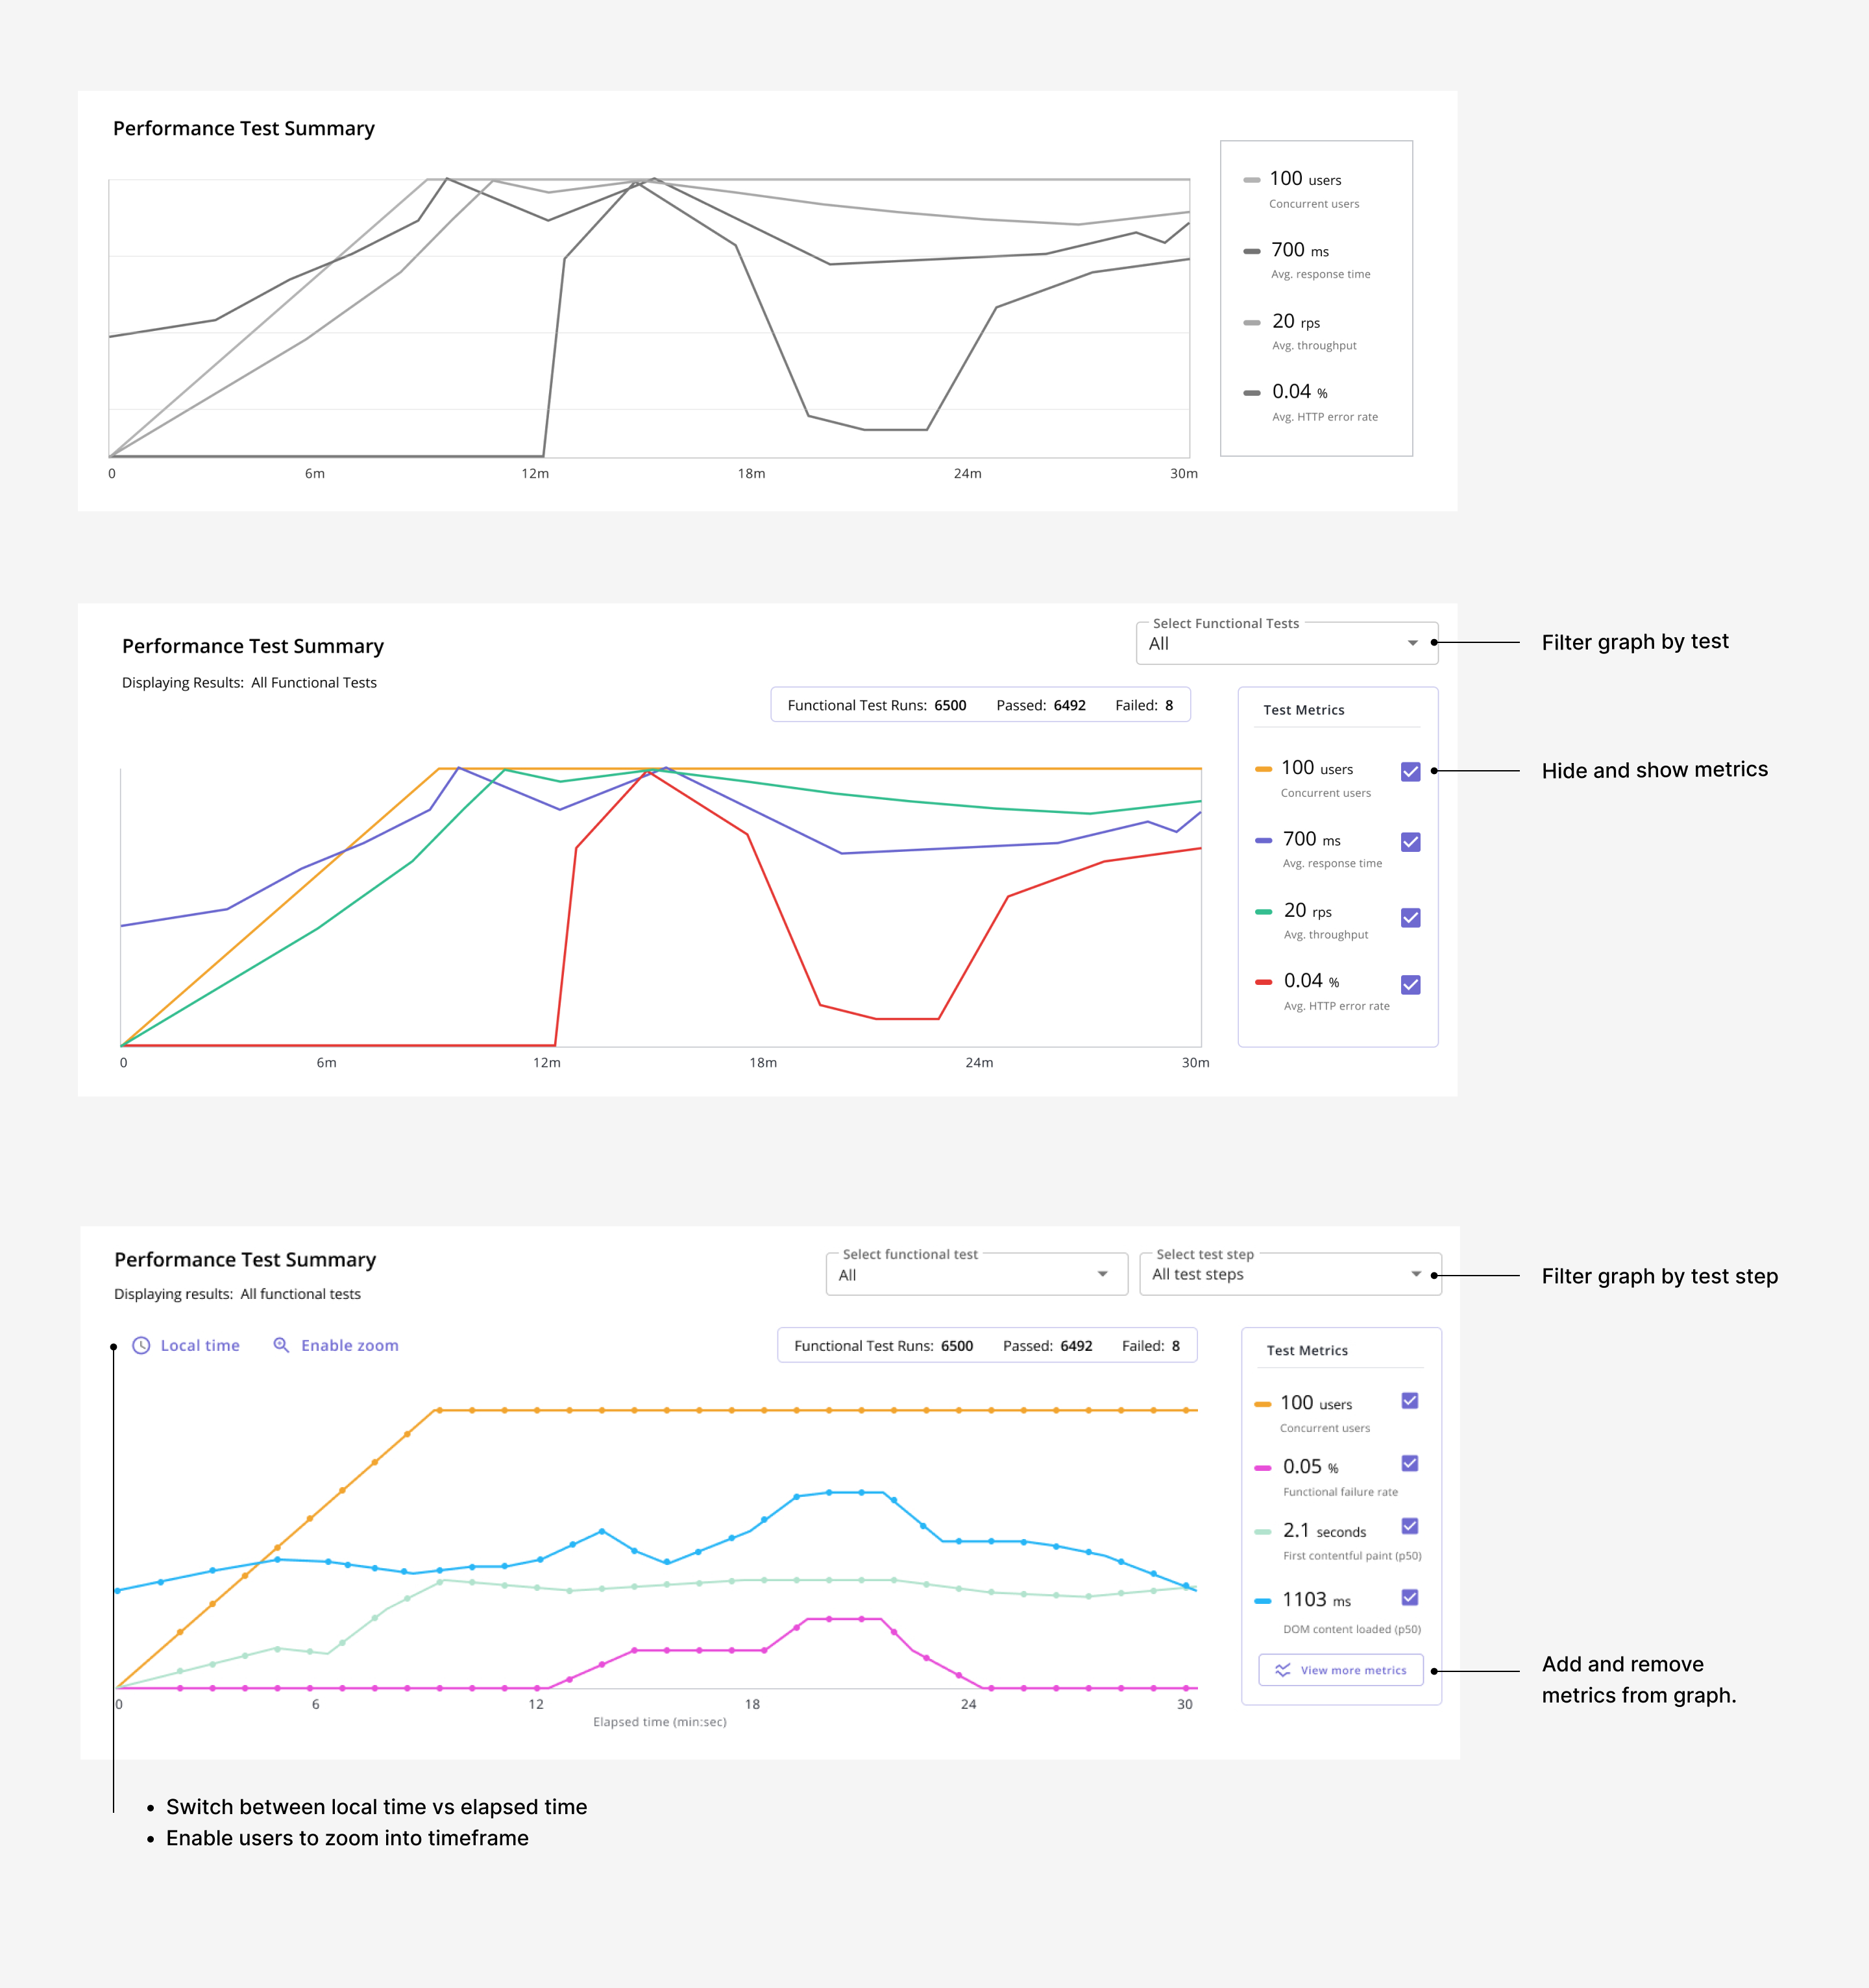 Performance Test Summary
100 users
Concurrent users
700 ms
Avg. response time
20 rps
Avg. throughput
0.04 %
Avg. HTTP error rate
0 6m 12m 18m 24m 30m
Performance Test Summary
Displaying Results: All Functional Tests
Select Functional Tests
All
Filter graph by test
Functional Test Runs: 6500 Passed: 6492 Failed: 8
Test Metrics
100 users
Concurrent users
Hide and show metrics
700 ms
Avg. response time
20 rps
Avg. throughput
0.04 %
Avg. HTTP error rate
0 6m 12m 18m 24m 30m
Performance Test Summary
Displaying results: All functional tests
Select functional test
All
Select test step
All test steps
Filter graph by test step
Local time Enable zoom
Functional Test Runs: 6500 Passed: 6492 Failed: 8
Test Metrics
100 users
Concurrent users
0.05 %
Functional failure rate
2.1 seconds
First contentful paint (p50)
1103 ms
DOM content loaded (p50)
View more metrics
Add and remove
metrics from graph.
0 6 12 18 24 30
Elapsed time (min:sec)
• Switch between local time vs elapsed time
• Enable users to zoom into timeframe